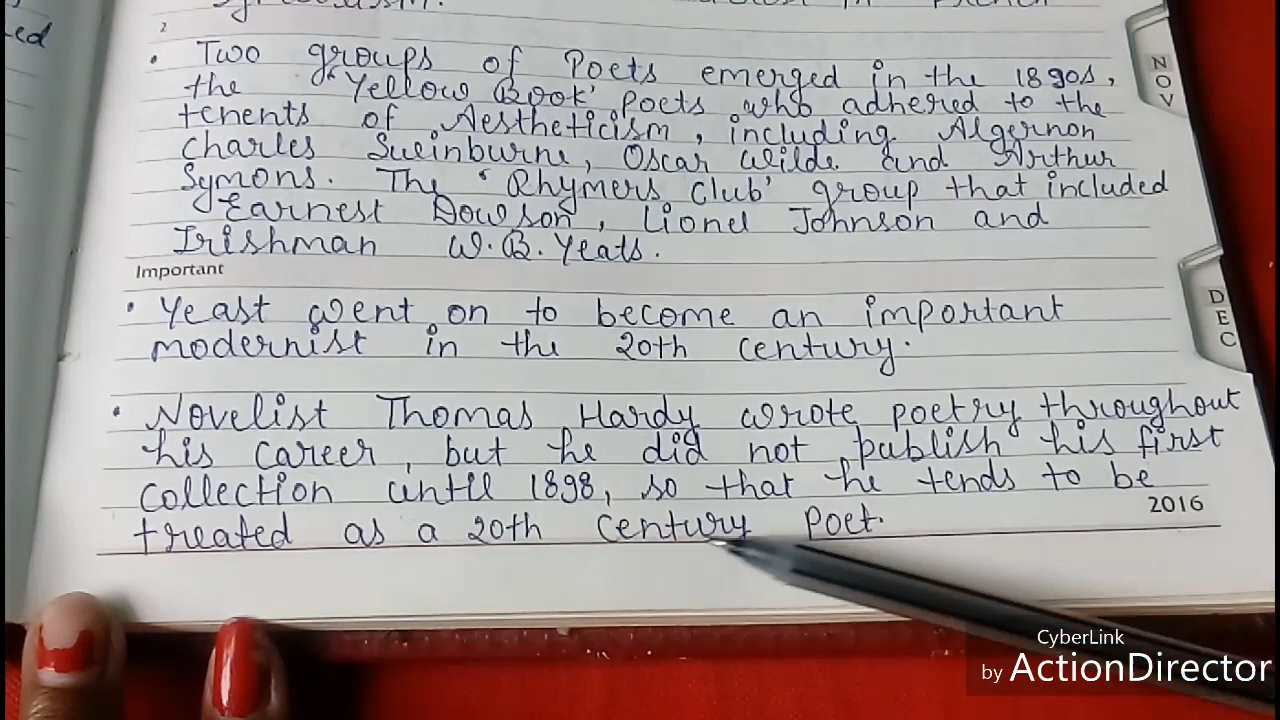 ed
2
• Two groups of Poets emerged in the 1890s,
the 'Yellow Book' poets who adhered to the
tenents of Aestheticism, including Algernon
Charles Sweinburne, Oscar Wilde and Arthur
Symons. The 'Rhymers Club' group that included
Earnest Dowson, Lionel Johnson and
Irishman W.B. Yeats.
Important
• Yeast went on to become an important
modernist in the 20th century.
• Novelist Thomas Hardy wrote poetry throughout
his career, but he did not publish his first
collection until 1898, so that he tends to be
treated as a 20th century Poet.
2016
NOV
DEC
CyberLink
by ActionDirector